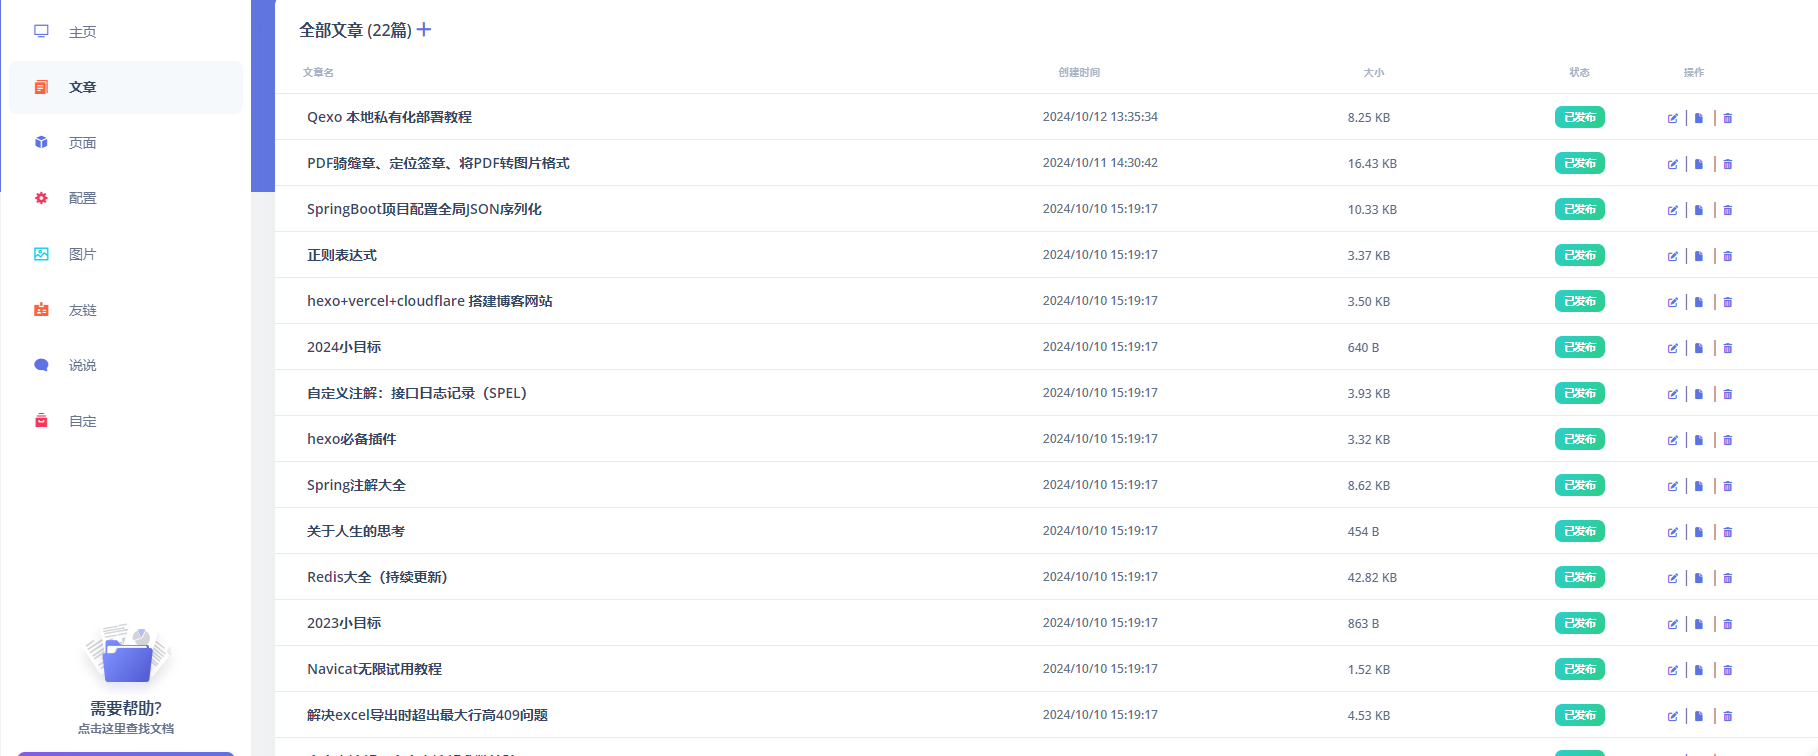 主页
文章
页面
配置
图片
友链
说说
自定
需要帮助?
点击这里查找文档
全部文章 (22篇)
文章名 创建时间 大小 状态 操作
Qexo 本地私有化部署教程 2024/10/12 13:35:34 8.25 KB 已发布
PDF骑缝章、定位签章、将PDF转图片格式 2024/10/11 14:30:42 16.43 KB 已发布
SpringBoot项目配置全局JSON序列化 2024/10/10 15:19:17 10.33 KB 已发布
正则表达式 2024/10/10 15:19:17 3.37 KB 已发布
hexo+vercel+cloudflare 搭建博客网站 2024/10/10 15:19:17 3.50 KB 已发布
2024小目标 2024/10/10 15:19:17 640 B 已发布
自定义注解：接口日志记录（SPEL） 2024/10/10 15:19:17 3.93 KB 已发布
hexo必备插件 2024/10/10 15:19:17 3.32 KB 已发布
Spring注解大全 2024/10/10 15:19:17 8.62 KB 已发布
关于人生的思考 2024/10/10 15:19:17 454 B 已发布
Redis大全（持续更新） 2024/10/10 15:19:17 42.82 KB 已发布
2023小目标 2024/10/10 15:19:17 863 B 已发布
Navicat无限试用教程 2024/10/10 15:19:17 1.52 KB 已发布
解决excel导出时超出最大行高409问题 2024/10/10 15:19:17 4.53 KB 已发布